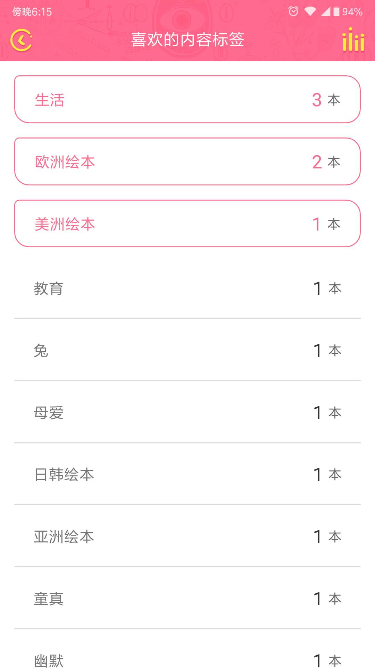 傍晚6:15 94%
喜欢的内容标签
生活 3 本
欧洲绘本 2 本
美洲绘本 1 本
教育 1 本
兔 1 本
母爱 1 本
日韩绘本 1 本
亚洲绘本 1 本
童真 1 本
幽默 1 本